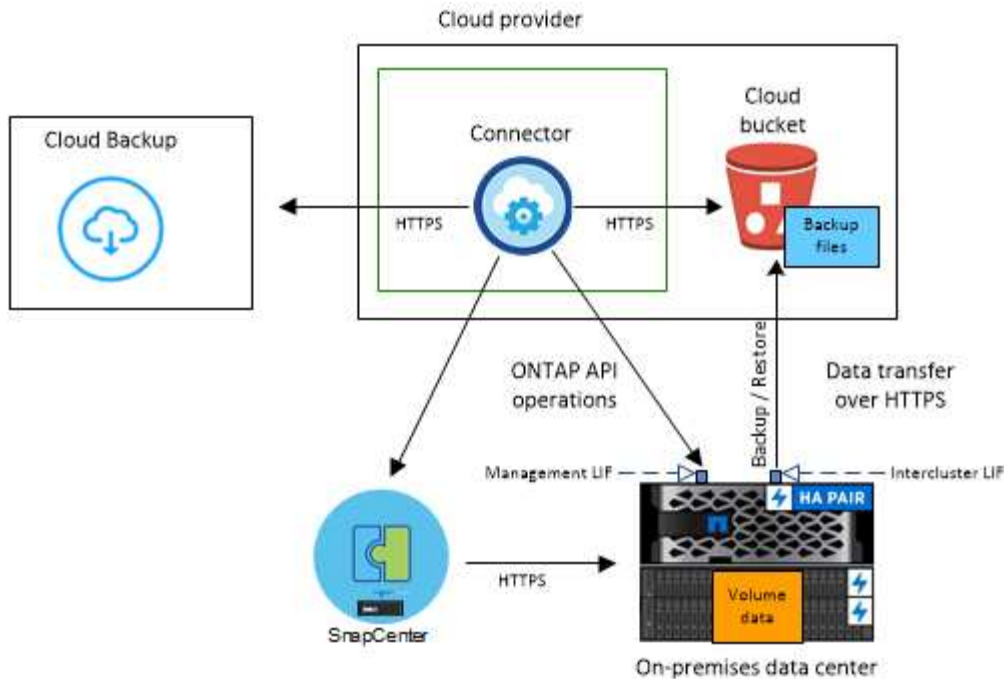 Cloud provider
Cloud Backup
Connector
Cloud
bucket
HTTPS
HTTPS
Backup
files
ONTAP API
operations
Backup / Restore
Data transfer
over HTTPS
Management LIF
Intercluster LIF
HA PAIR
HTTPS
Volume
data
SnapCenter
On-premises data center